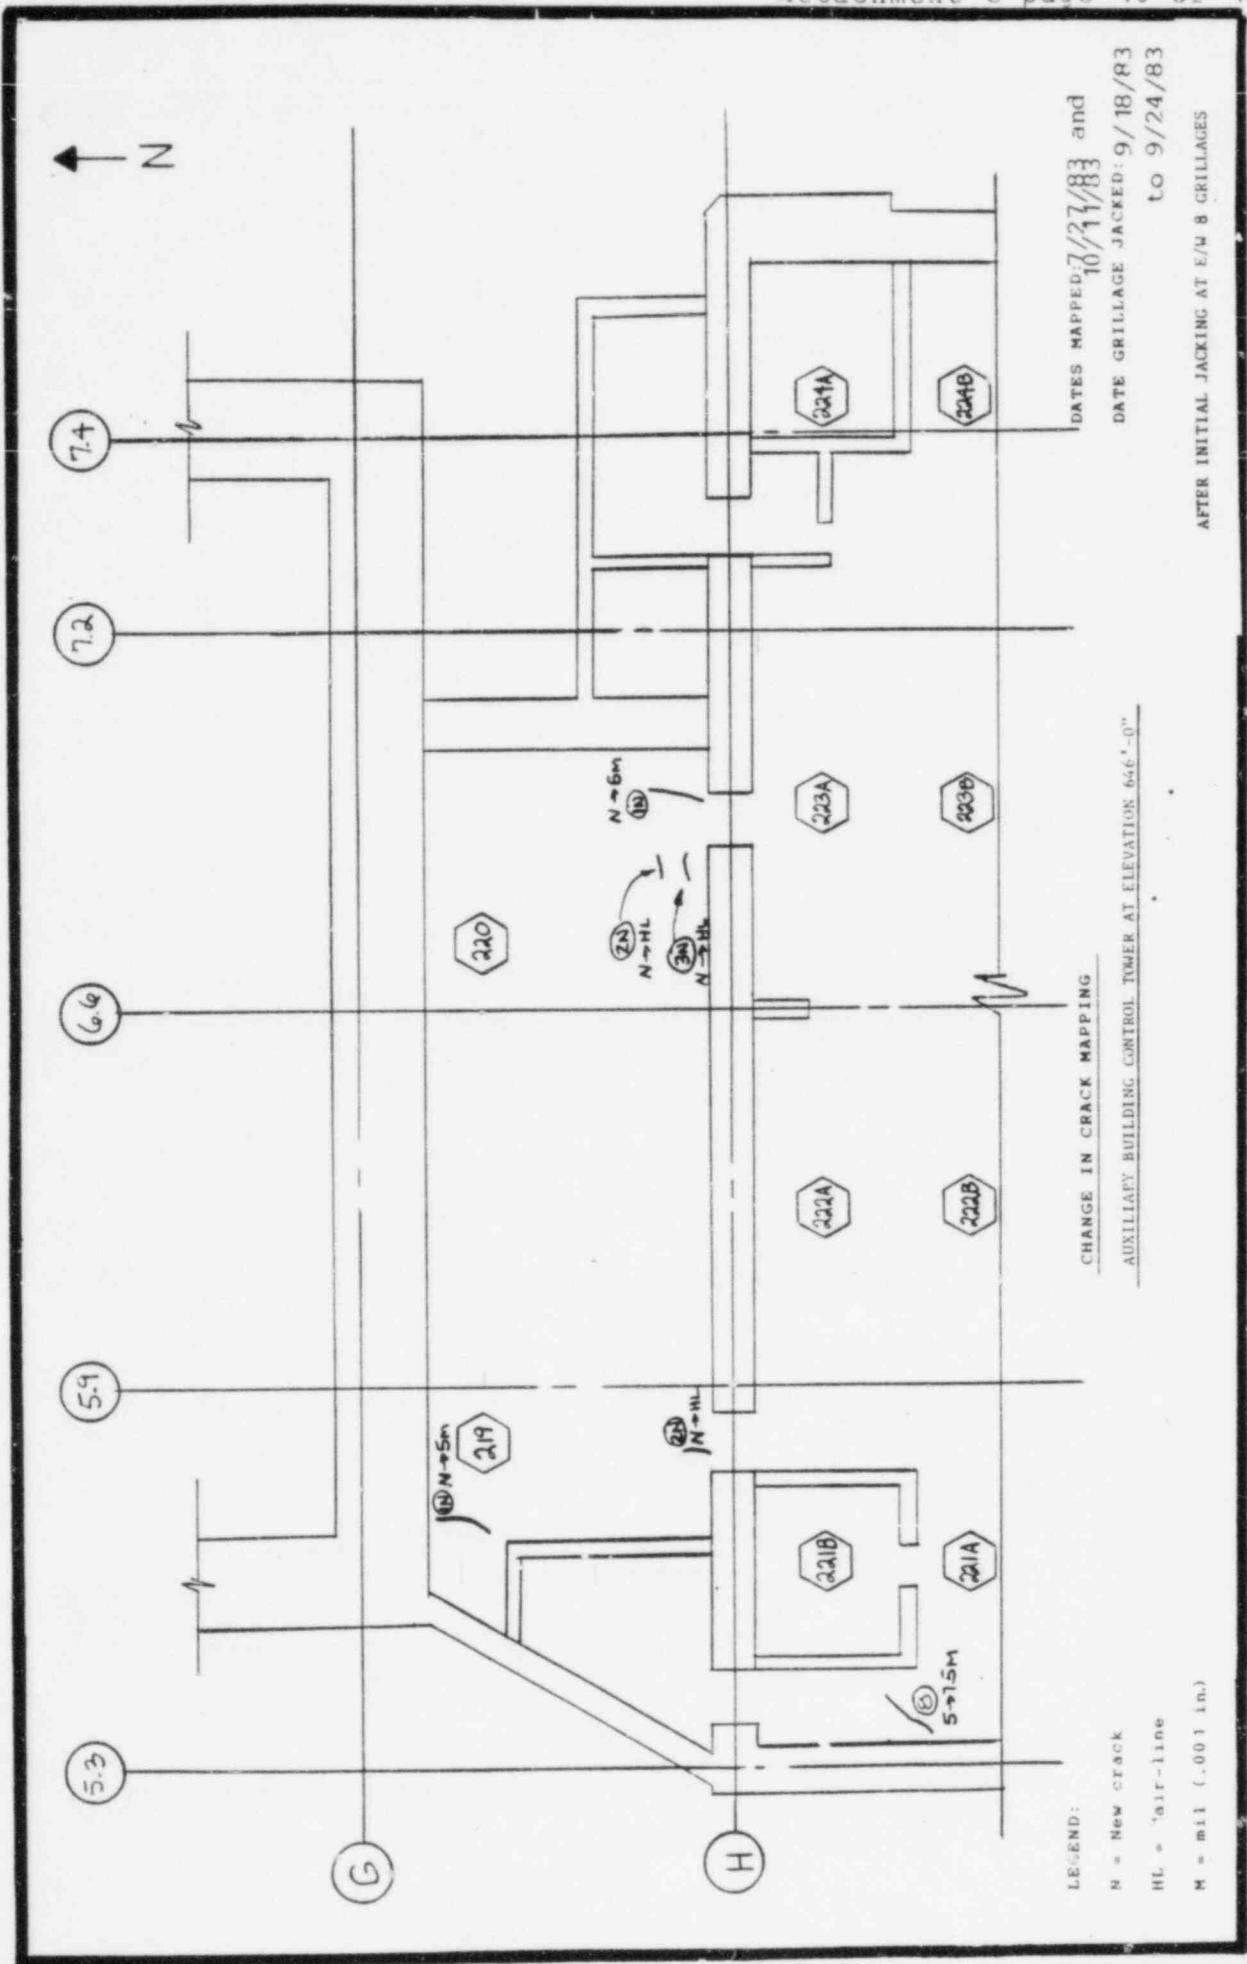 N
5.3
5.9
6.6
7.2
7.4
G
H
1N N→5m
219
220
2N
N→HL
N→6m
1N
2N
N→HL
3N
N→HL
221B
222A
223A
224A
8
5→7.5M
221A
222B
223B
224B
LEGEND:
N = New crack
HL = air-line
M = mil (.001 in.)
CHANGE IN CRACK MAPPING
AUXILIARY BUILDING CONTROL TOWER AT ELEVATION 646'-0"
DATES MAPPED: 7/27/83 and
10/11/83
DATE GRILLAGE JACKED: 9/18/83
to 9/24/83
AFTER INITIAL JACKING AT E/W 8 GRILLAGES